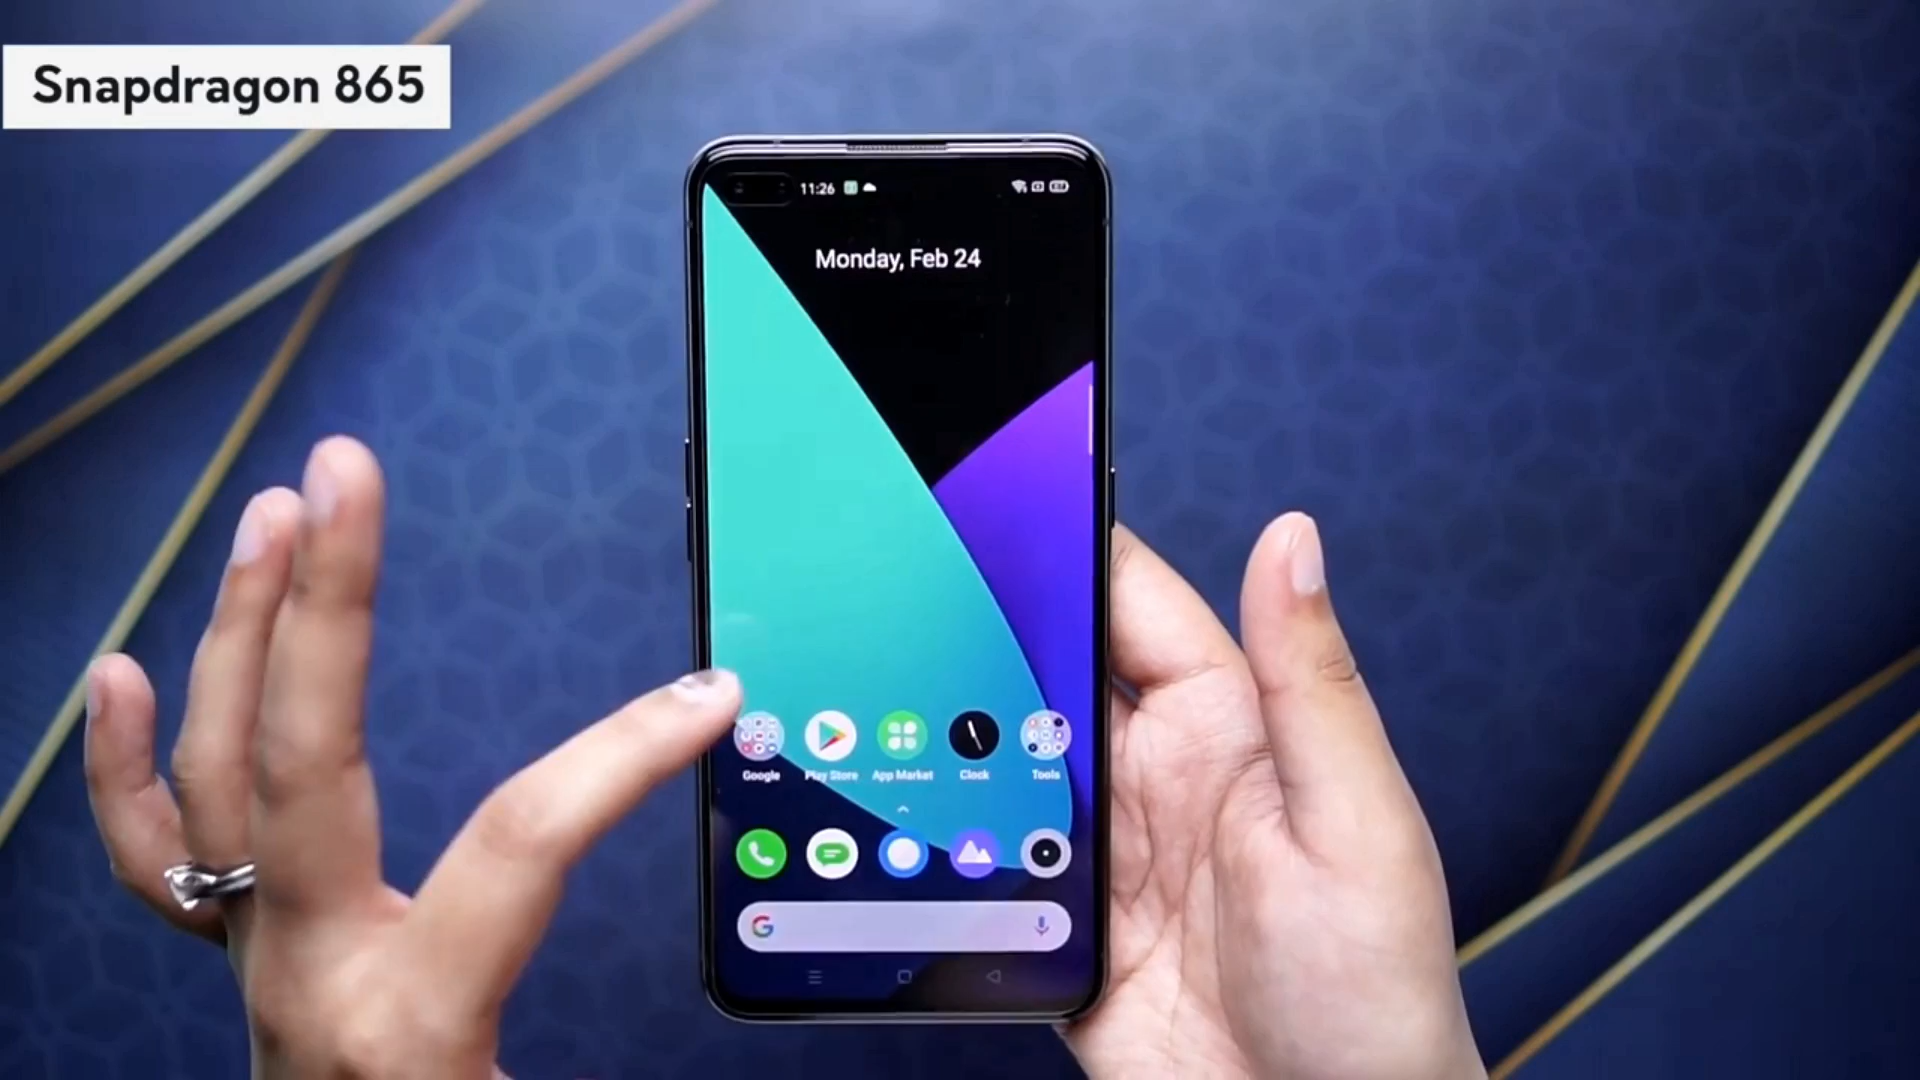 Snapdragon 865
11:26
Monday, Feb 24
Google
Play Store
App Market
Clock
Tools
G